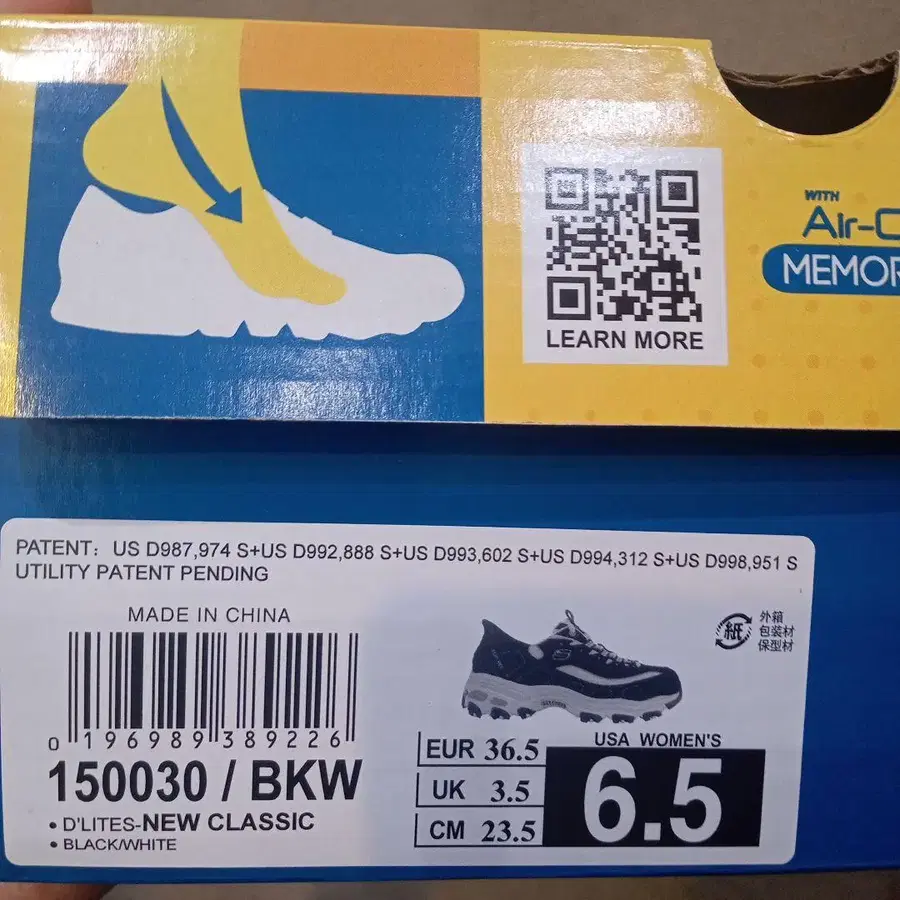 LEARN MORE
WITH
Air-C
MEMOR
PATENT: US D987,974 S+US D992,888 S+US D993,602 S+US D994,312 S+US D998,951 S
UTILITY PATENT PENDING
MADE IN CHINA
0 196989 389226
150030 / BKW
• D'LITES-NEW CLASSIC
• BLACK/WHITE
紙
外箱
包装材
保型材
EUR 36.5
UK 3.5
CM 23.5
USA WOMEN'S
6.5